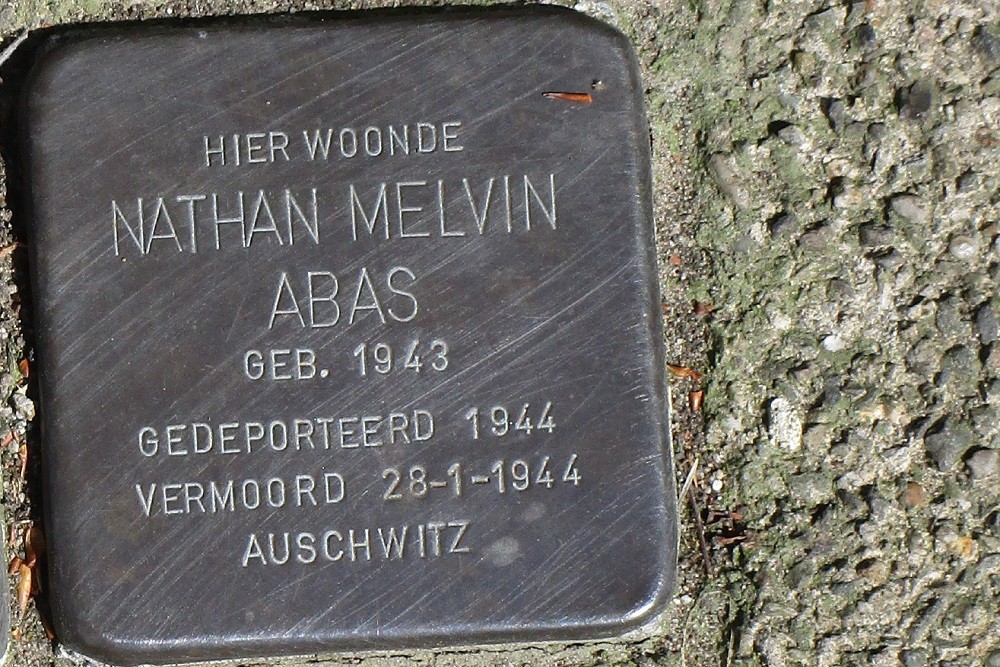 HIER WOONDE
NATHAN MELVIN
ABAS
GEB. 1943
GEDEPORTEERD 1944
VERMOORD 28-1-1944
AUSCHWITZ